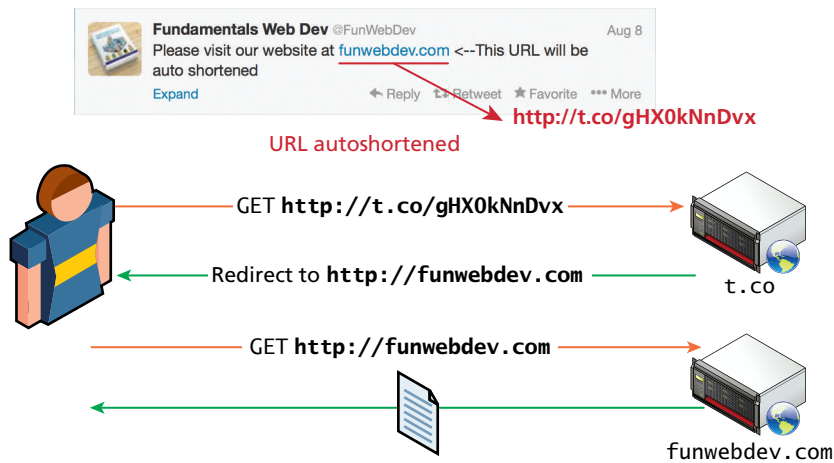 Fundamentals Web Dev @FunWebDev Aug 8
Please visit our website at funwebdev.com <--This URL will be
auto shortened
Expand Reply Retweet Favorite More
http://t.co/gHX0kNnDvx
URL autoshortened
GET http://t.co/gHX0kNnDvx
Redirect to http://funwebdev.com
t.co
GET http://funwebdev.com
funwebdev.com